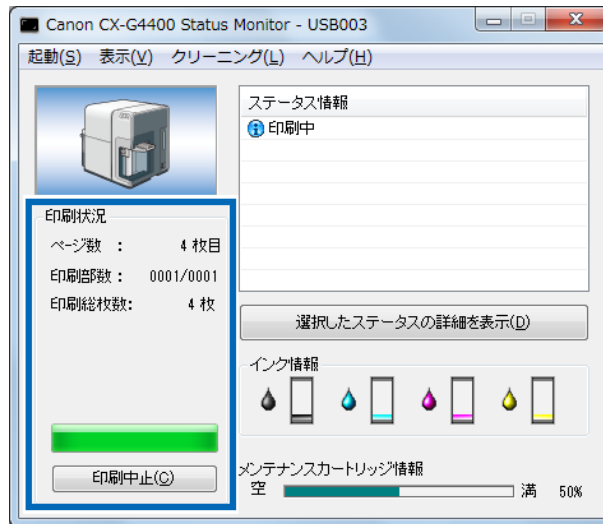 Canon CX-G4400 Status Monitor - USB003
起動(S) 表示(V) クリーニング(L) ヘルプ(H)
ステータス情報
印刷中
印刷状況
ページ数 : 4 枚目
印刷部数 : 0001/0001
印刷総枚数: 4 枚
印刷中止(C)
選択したステータスの詳細を表示(D)
インク情報
メンテナンスカートリッジ情報
空 満 50%